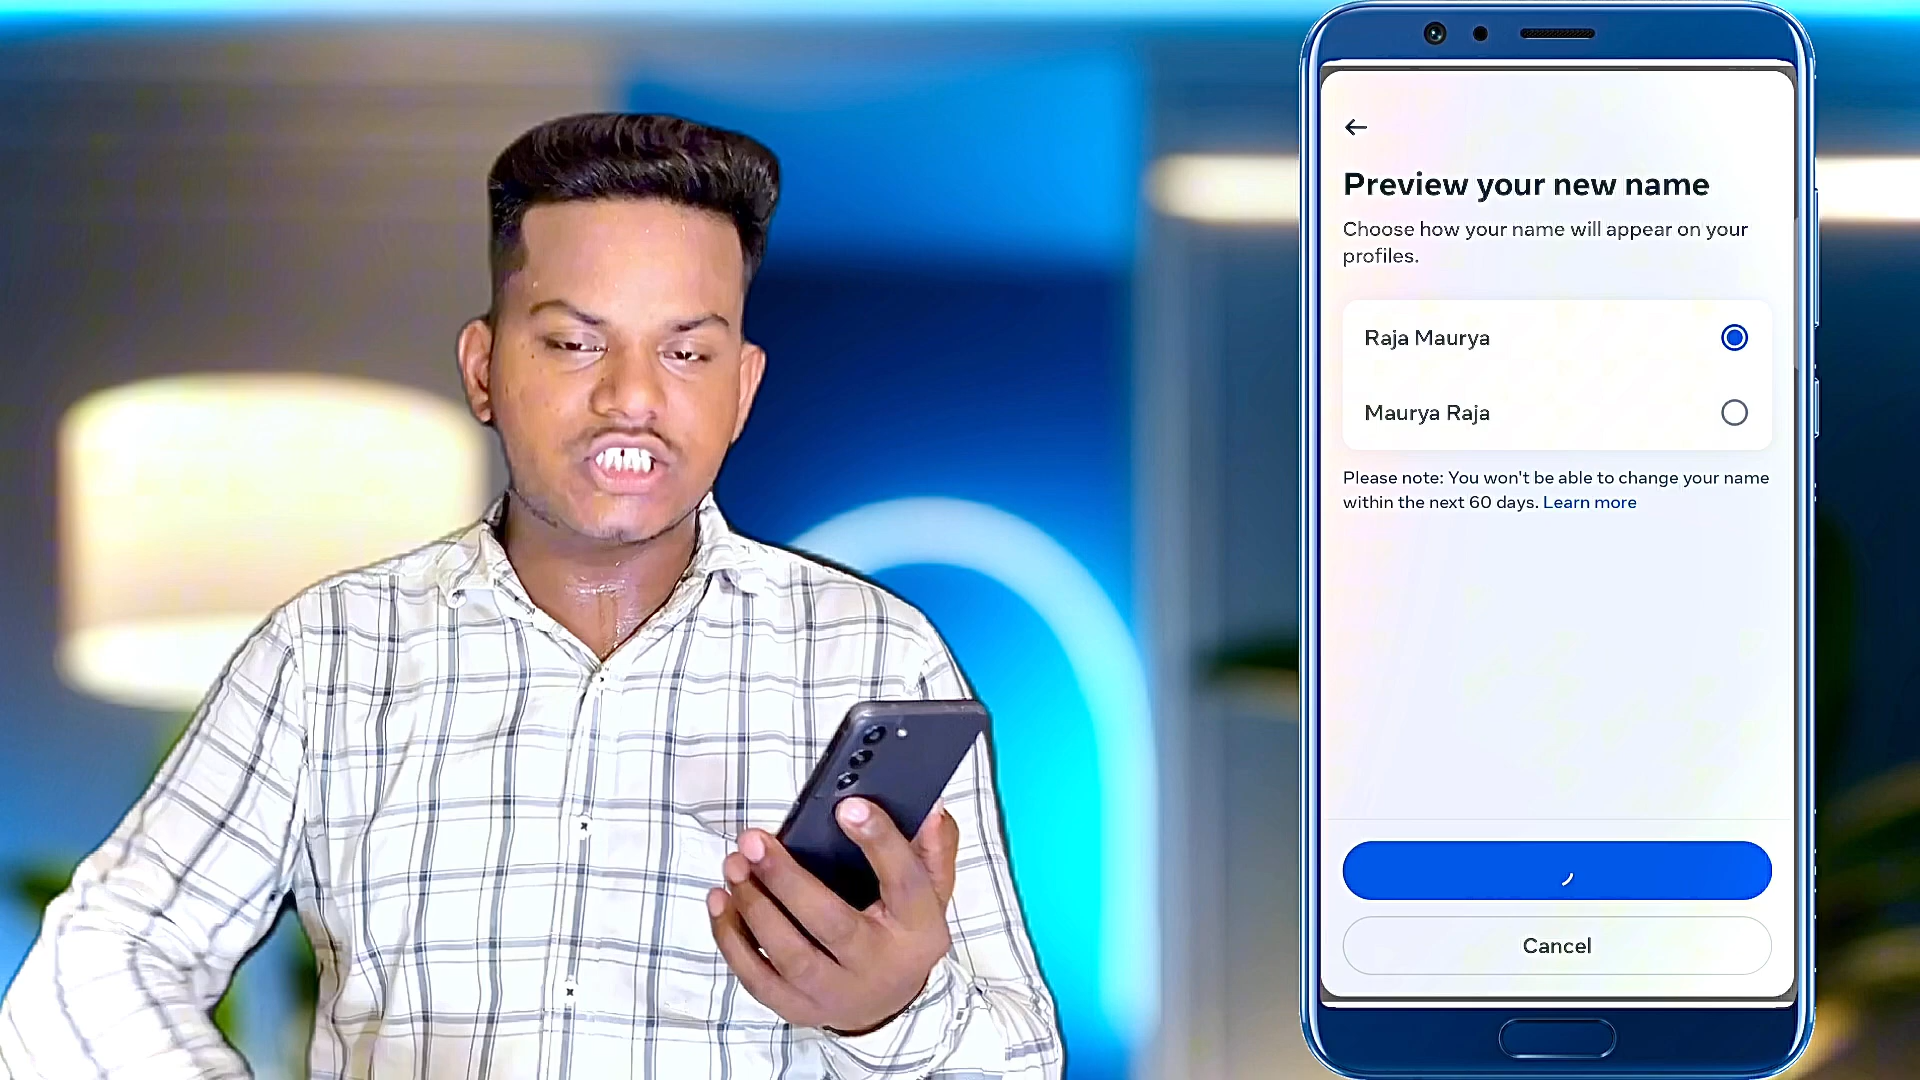 Preview your new name
Choose how your name will appear on your
profiles.
Raja Maurya
Maurya Raja
Please note: You won't be able to change your name
within the next 60 days. Learn more
Cancel